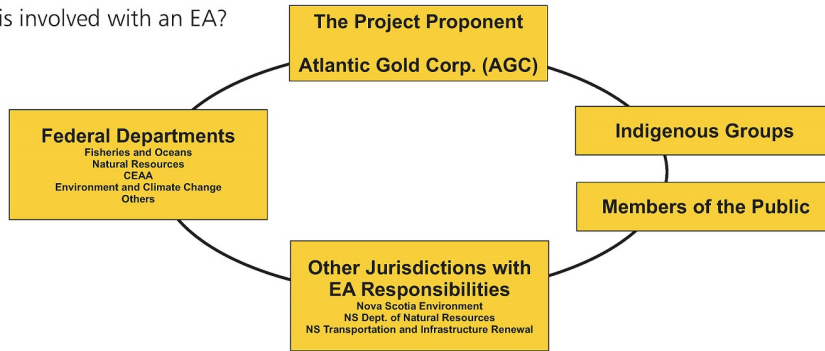 is involved with an EA?
The Project Proponent
Atlantic Gold Corp. (AGC)
Federal Departments
Fisheries and Oceans
Natural Resources
CEAA
Environment and Climate Change
Others
Indigenous Groups
Members of the Public
Other Jurisdictions with
EA Responsibilities
Nova Scotia Environment
NS Dept. of Natural Resources
NS Transportation and Infrastructure Renewal